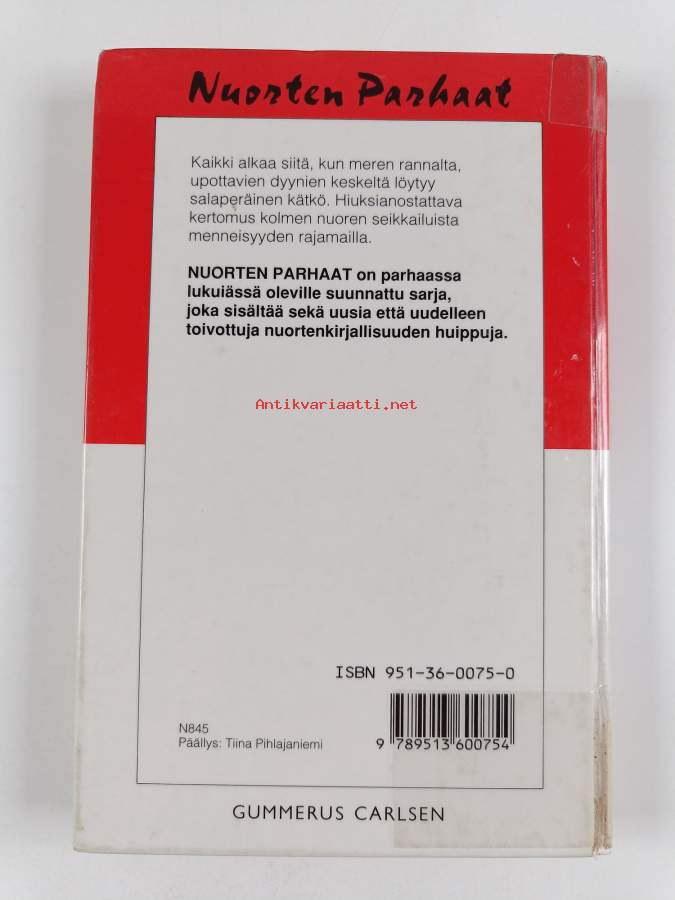 Nuorten Parhaat
Kaikki alkaa siitä, kun meren rannalta,
upottavien dyynien keskeltä löytyy
salaperäinen kätkö. Hiuksianostattava
kertomus kolmen nuoren seikkailuista
menneisyyden rajamailla.
NUORTEN PARHAAT on parhaassa
lukuiässä oleville suunnattu sarja,
joka sisältää sekä uusia että uudelleen
toivottuja nuortenkirjallisuuden huippuja.
Antikvariaatti.net
ISBN 951-36-0075-0
N845
Päällys: Tiina Pihlajaniemi
9 789513 600754
GUMMERUS CARLSEN